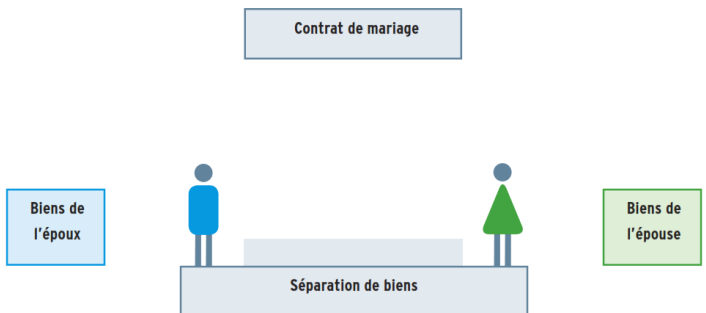 Contrat de mariage
Biens de
l'époux
Biens de
l'épouse
Séparation de biens